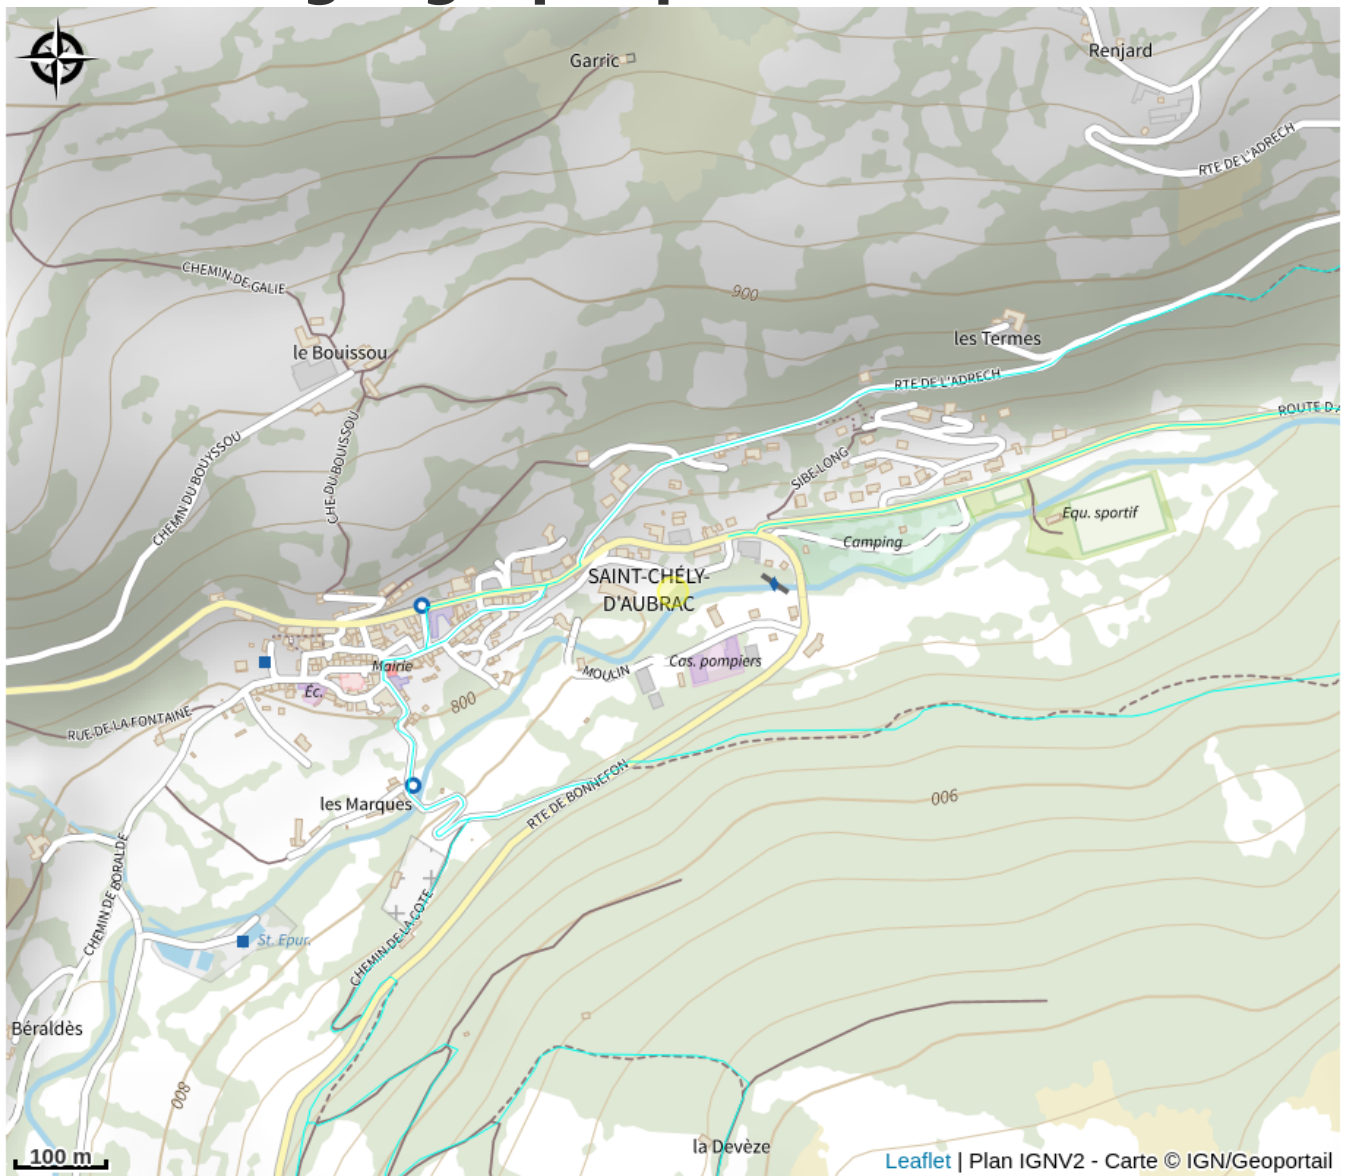 Renjard
Garric
RTE DE L'ADRECH
CHEMIN DE GALIE
900
les Termes
le Bouissou
RTE DE L'ADRECH
ROUTE D'A
CHE DU BOUISSOU
CHEMIN DU BOUYSSOU
SIBE-LONG
Equ. sportif
Camping
SAINT-CHÉLY-
D'AUBRAC
Mairie
Cas. pompiers
MOULIN
Éc.
800
RUE DE LA FONTAINE
RTE DE BONNEFON
900
les Marques
CHEMIN DE BORALDE
CHEMIN DE LA COTE
St. Epur.
Béraldès
800
la Devèze
100 m
Leaflet | Plan IGNV2 - Carte © IGN/Geoportail